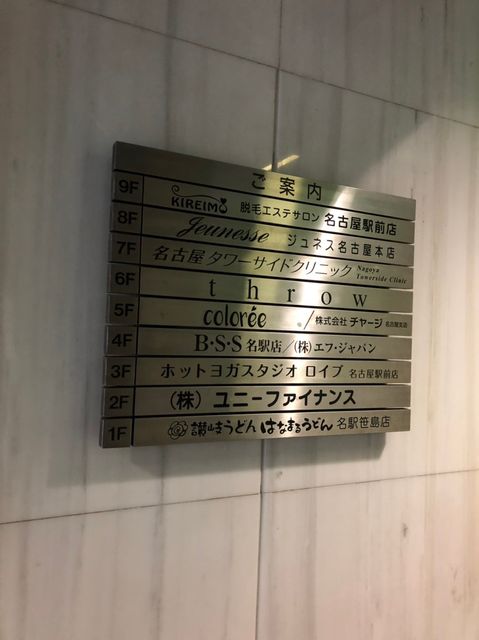 ご案内
9F KIREIMO 脱毛エステサロン 名古屋駅前店
8F Jeunesse ジュネス名古屋本店
7F 名古屋タワーサイドクリニック Nagoya Towerside Clinic
6F throw
5F colorée / 株式会社 チャージ 名古屋支店
4F B・S・S 名駅店／(株)エフ・ジャパン
3F ホットヨガスタジオ ロイブ 名古屋駅前店
2F (株) ユニーファイナンス
1F 讃岐うどん はなまるうどん 名駅笹島店